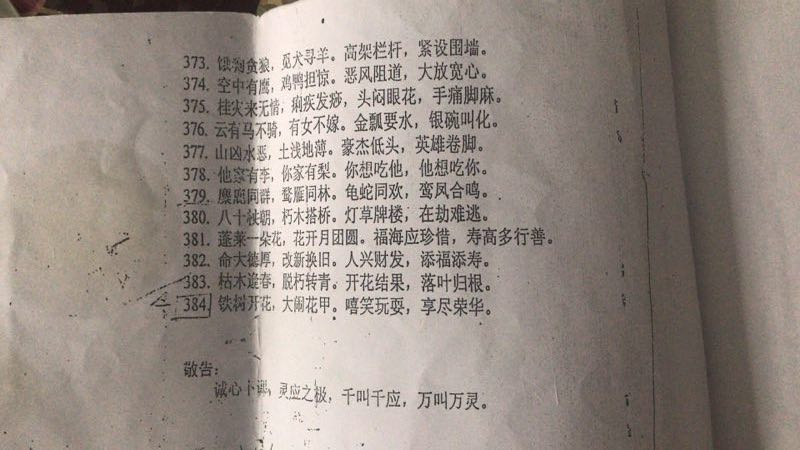 373. 饿狗贪狼，觅犬寻羊。高架栏杆，紧设围墙。
374. 空中有鹰，鸡鸭担惊。恶风阻道，大放宽心。
375. 桂灾来无情，痢疾发痧，头闷眼花，手痛脚麻。
376. 云有马不骑，有女不嫁。金瓢要水，银碗叫化。
377. 山凶水恶，土浅地薄。豪杰低头，英雄卷脚。
378. 他家有李，你家有梨。你想吃他，他想吃你。
379. 麋鹿同群，鹜雁同林。龟蛇同欢，鸾凤合鸣。
380. 八十朝，朽木搭桥。灯草牌楼，在劫难逃。
381. 蓬莱一朵花，花开月团圆。福海应珍惜，寿高多行善。
382. 命大德厚，改新换旧。人兴财发，添福添寿。
383. 枯木逢春，脱朽转青。开花结果，落叶归根。
384. 铁树开花，大闹花甲。嘻笑玩耍，享尽荣华。
敬告：
诚心卜课，灵应之极，千叫千应，万叫万灵。